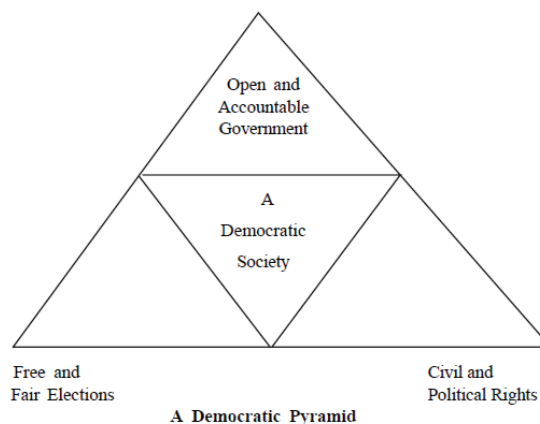 Open and
Accountable
Government
A
Democratic
Society
Free and
Fair Elections
Civil and
Political Rights
A Democratic Pyramid